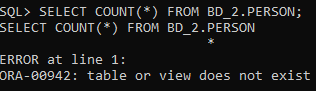 SQL> SELECT COUNT(*) FROM BD_2.PERSON;
SELECT COUNT(*) FROM BD_2.PERSON
*
ERROR at line 1:
ORA-00942: table or view does not exist